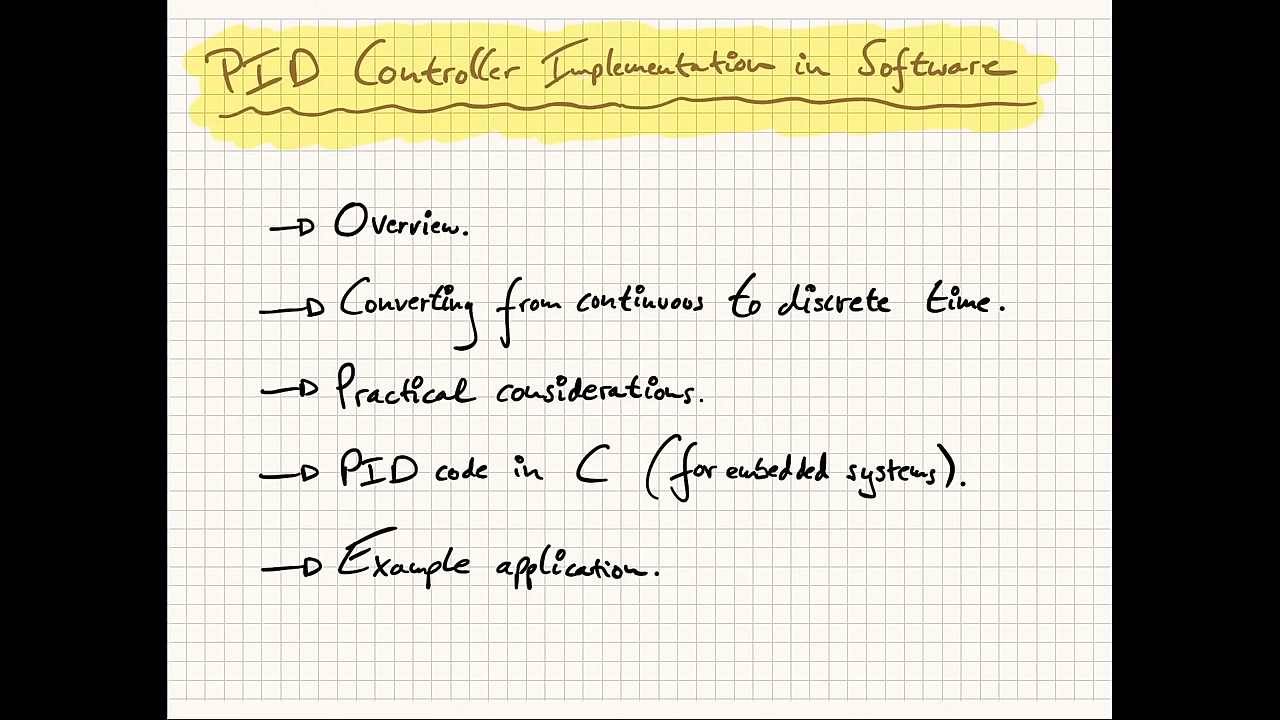 PID Controller Implementation in Software
→ Overview.
→ Converting from continuous to discrete time.
→ Practical considerations.
→ PID code in C (for embedded systems).
→ Example application.